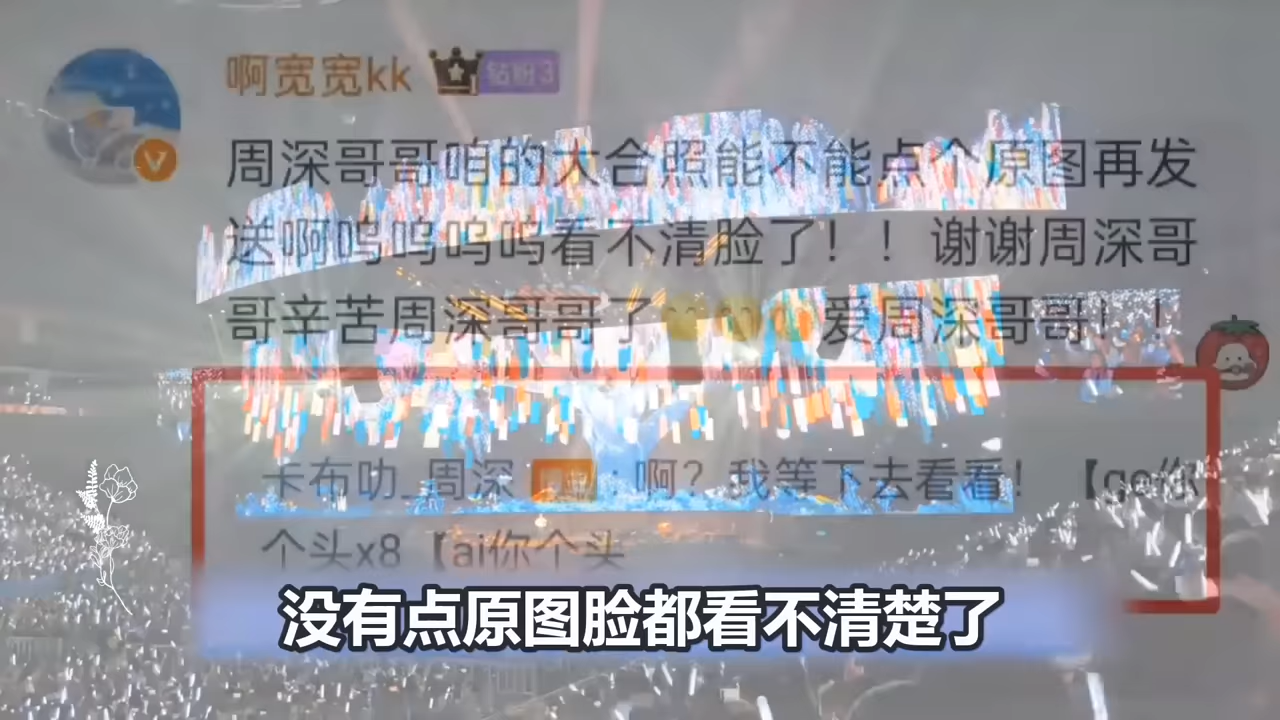 啊宽宽kk 钻粉3
周深哥哥咱的大合照能不能点个原图再发
送啊呜呜呜呜看不清脸了！！谢谢周深哥
哥辛苦周深哥哥了爱周深哥哥！！
卡布叻_周深 ：啊？我等下去看看！【go你
个头x8【ai你个头
没有点原图脸都看不清楚了